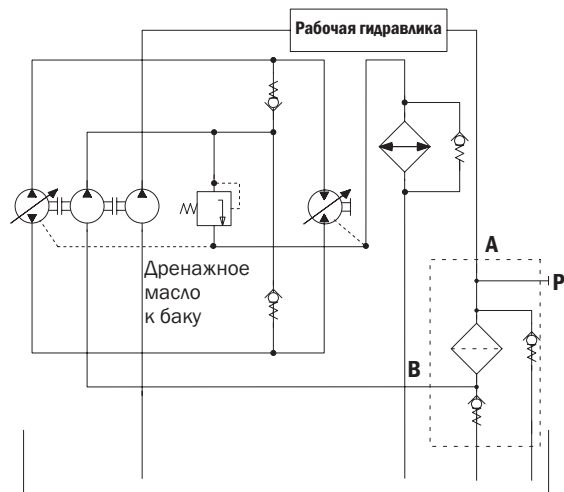 Рабочая гидравлика
A
P
Дренажное
масло
к баку
B